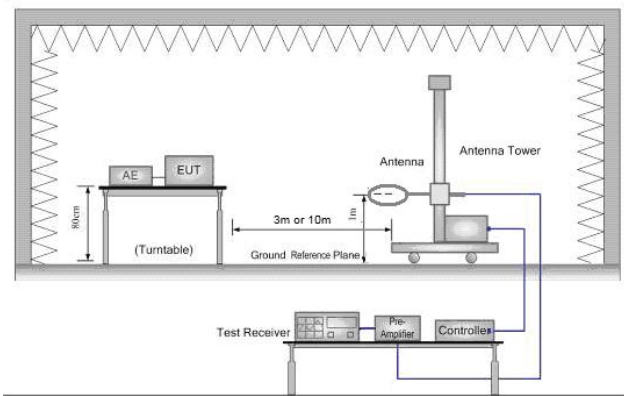 Antenna Tower
Antenna
EUT
AE
80cm
1m
3m or 10m
(Turntable)
Ground Reference Plane
Test Receiver
Pre-
Amplifier
Controller